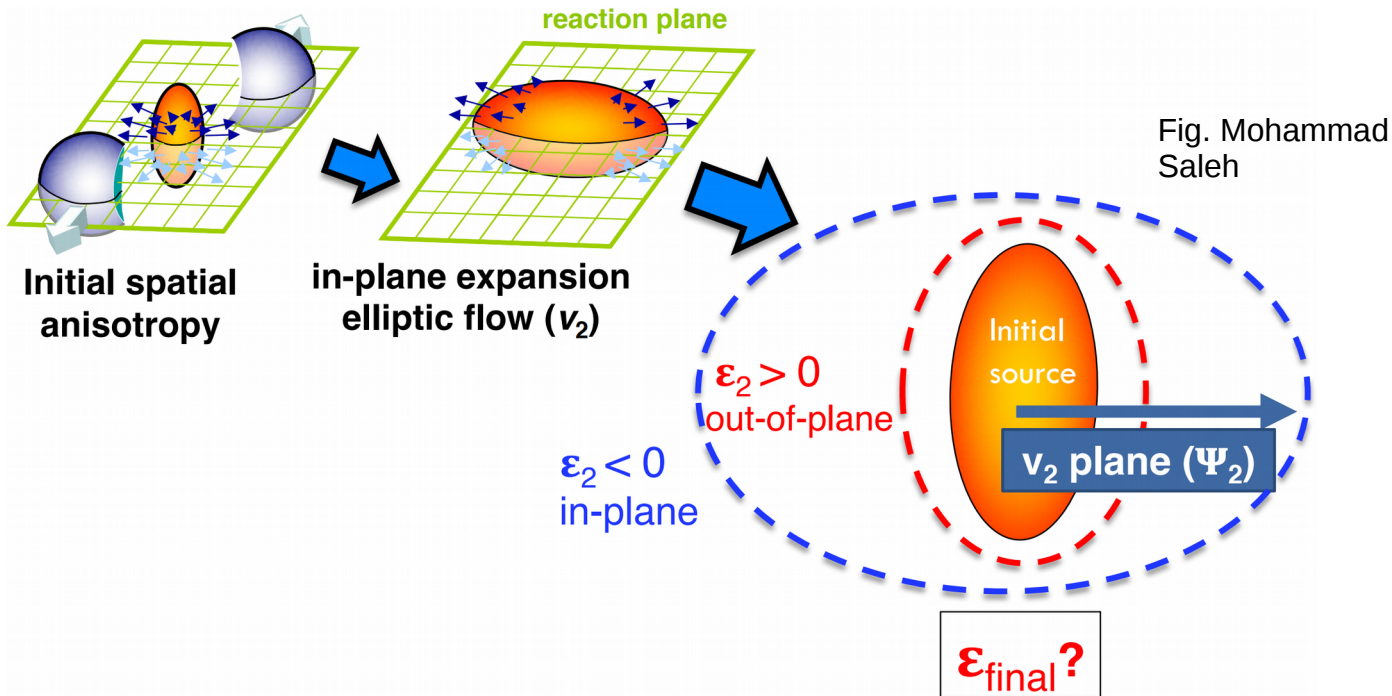 reaction plane
Fig. Mohammad
Saleh
Initial spatial
anisotropy
in-plane expansion
elliptic flow (v₂)
Initial
source
ε₂ > 0
out-of-plane
v₂ plane (Ψ₂)
ε₂ < 0
in-plane
ε_final?